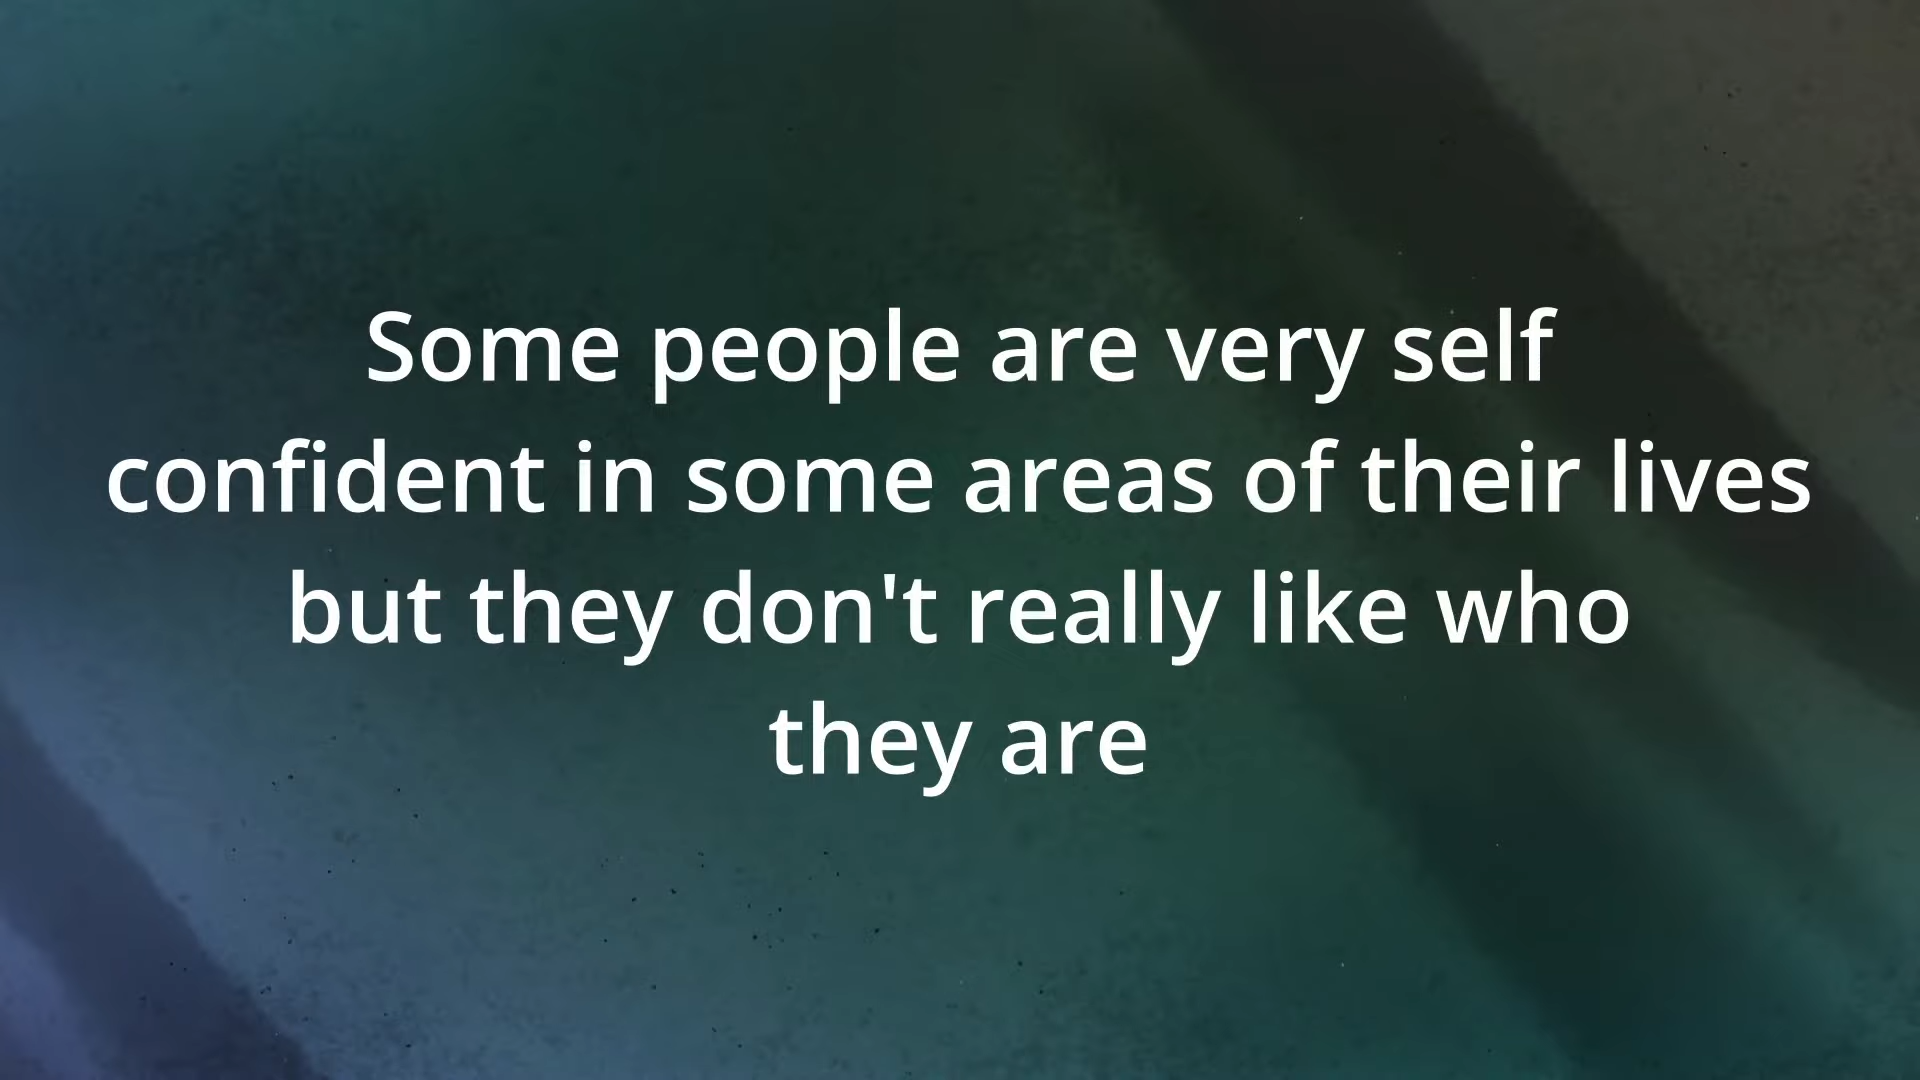 Some people are very self
confident in some areas of their lives
but they don't really like who
they are